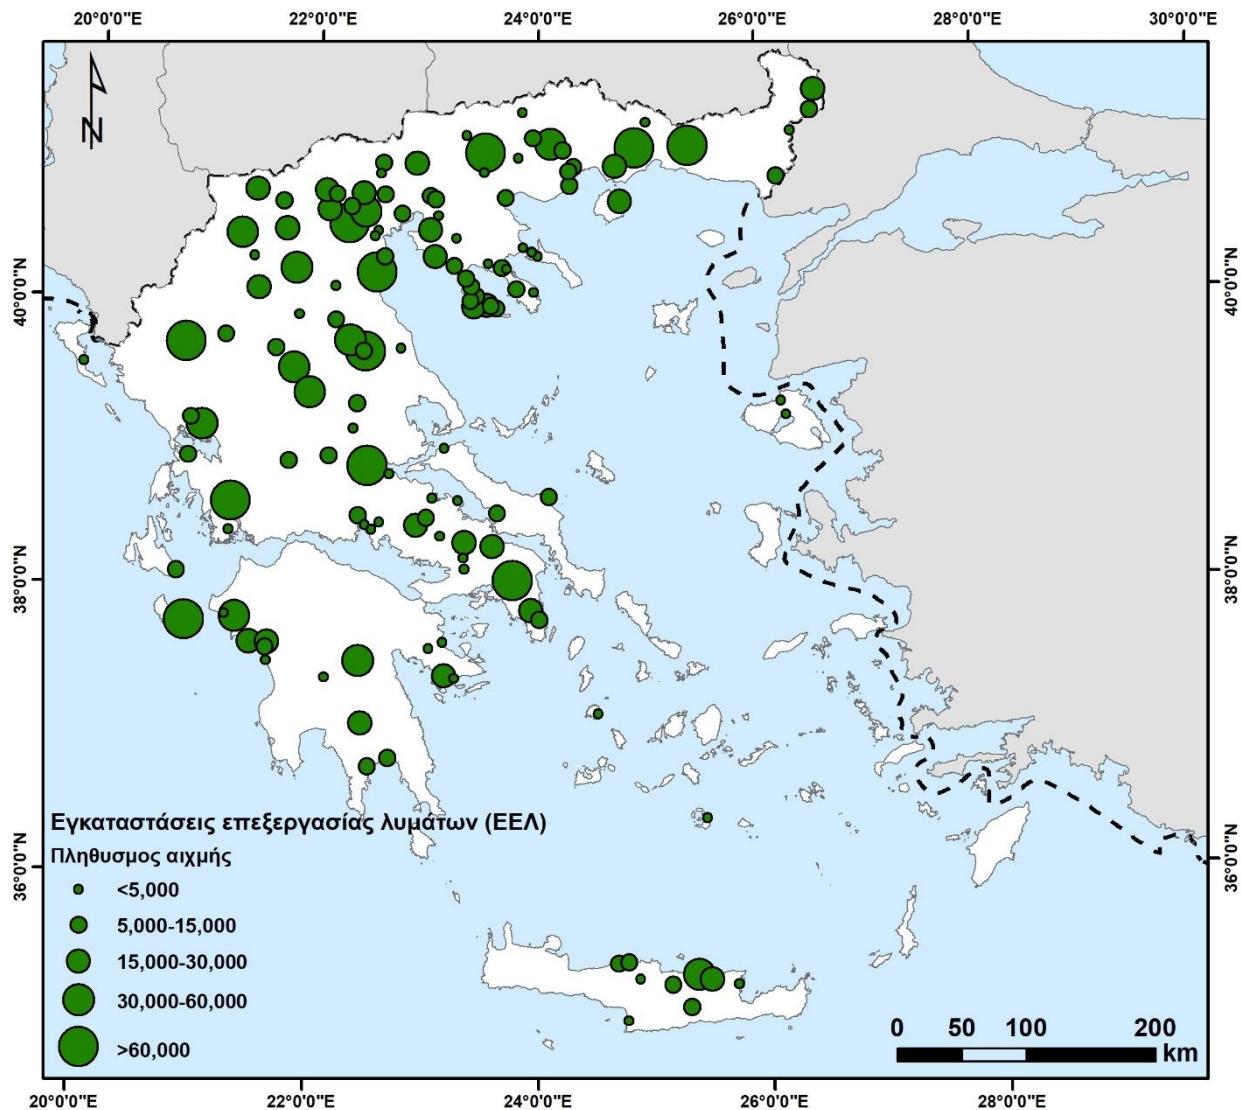 20°0'0"E 22°0'0"E 24°0'0"E 26°0'0"E 28°0'0"E 30°0'0"E
N
40°0'0"N 40°0'0"N
38°0'0"N 38°0'0"N
36°0'0"N 36°0'0"N
Εγκαταστάσεις επεξεργασίας λυμάτων (ΕΕΛ)
Πληθυσμος αιχμής
<5,000
5,000-15,000
15,000-30,000
30,000-60,000
>60,000
0 50 100 200
km
20°0'0"E 22°0'0"E 24°0'0"E 26°0'0"E 28°0'0"E